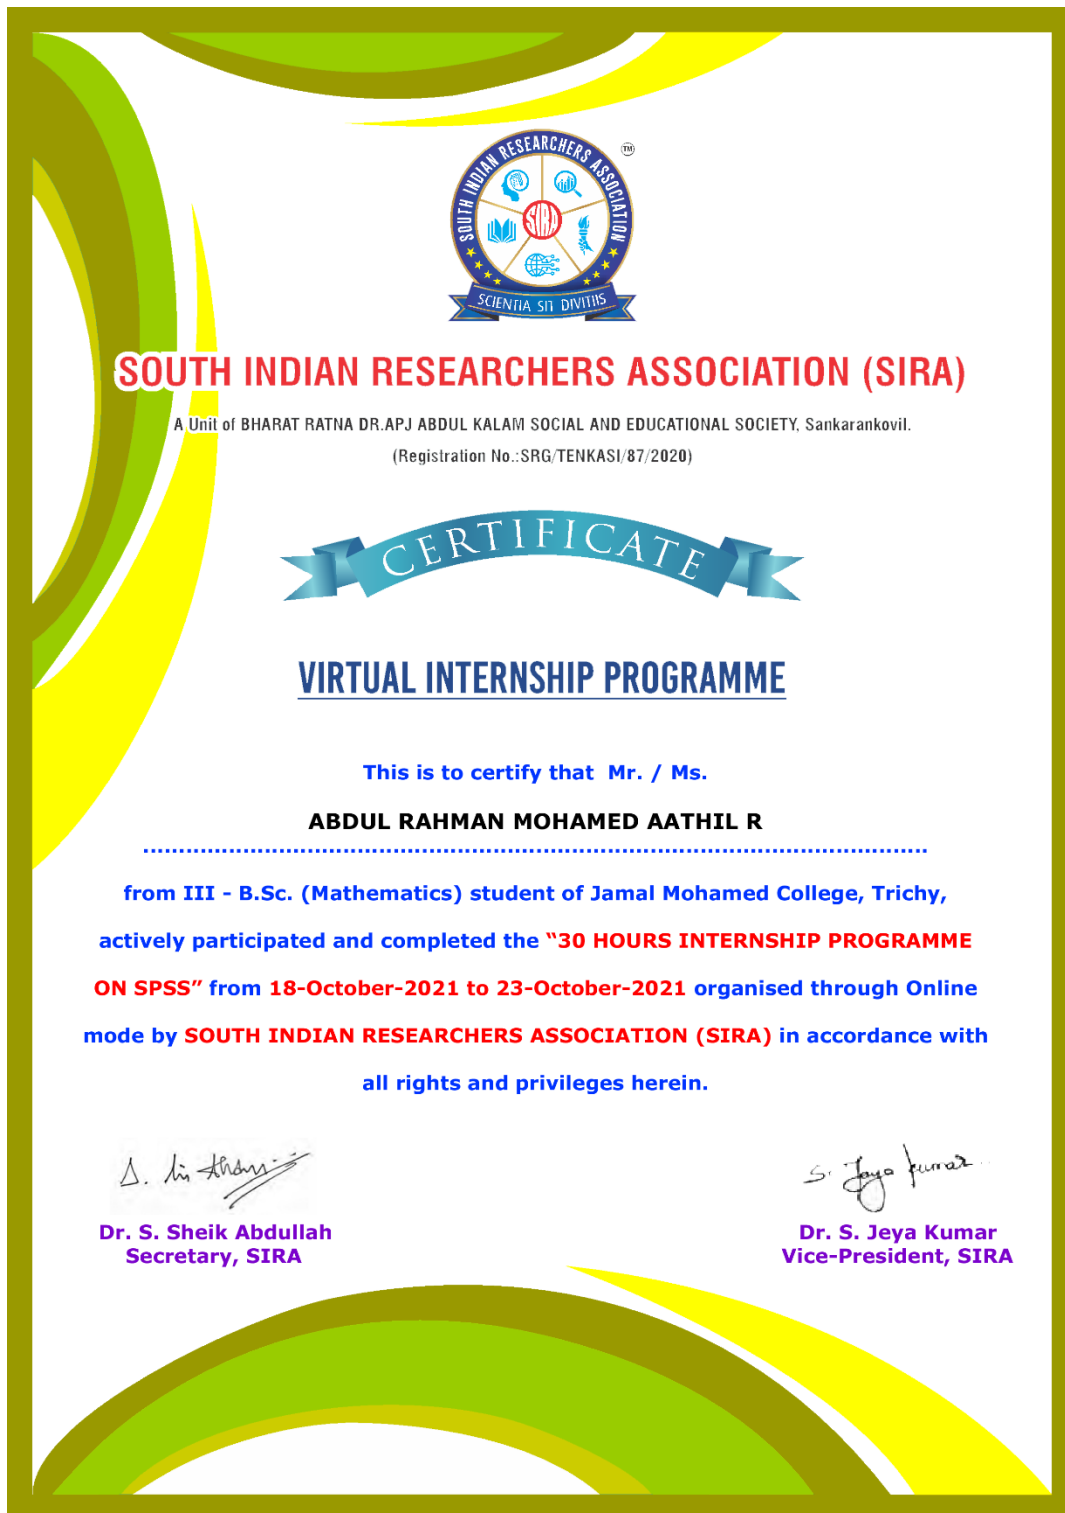 SOUTH INDIAN RESEARCHERS ASSOCIATION
TM
SIRA
SCIENTIA SIT DIVITIIS
SOUTH INDIAN RESEARCHERS ASSOCIATION (SIRA)
A Unit of BHARAT RATNA DR.APJ ABDUL KALAM SOCIAL AND EDUCATIONAL SOCIETY, Sankarankovil.
(Registration No.:SRG/TENKASI/87/2020)
CERTIFICATE
VIRTUAL INTERNSHIP PROGRAMME
This is to certify that Mr. / Ms.
ABDUL RAHMAN MOHAMED AATHIL R
from III - B.Sc. (Mathematics) student of Jamal Mohamed College, Trichy,
actively participated and completed the “30 HOURS INTERNSHIP PROGRAMME
ON SPSS” from 18-October-2021 to 23-October-2021 organised through Online
mode by SOUTH INDIAN RESEARCHERS ASSOCIATION (SIRA) in accordance with
all rights and privileges herein.
S. Jeya kumar
Dr. S. Sheik Abdullah
Secretary, SIRA
Dr. S. Jeya Kumar
Vice-President, SIRA